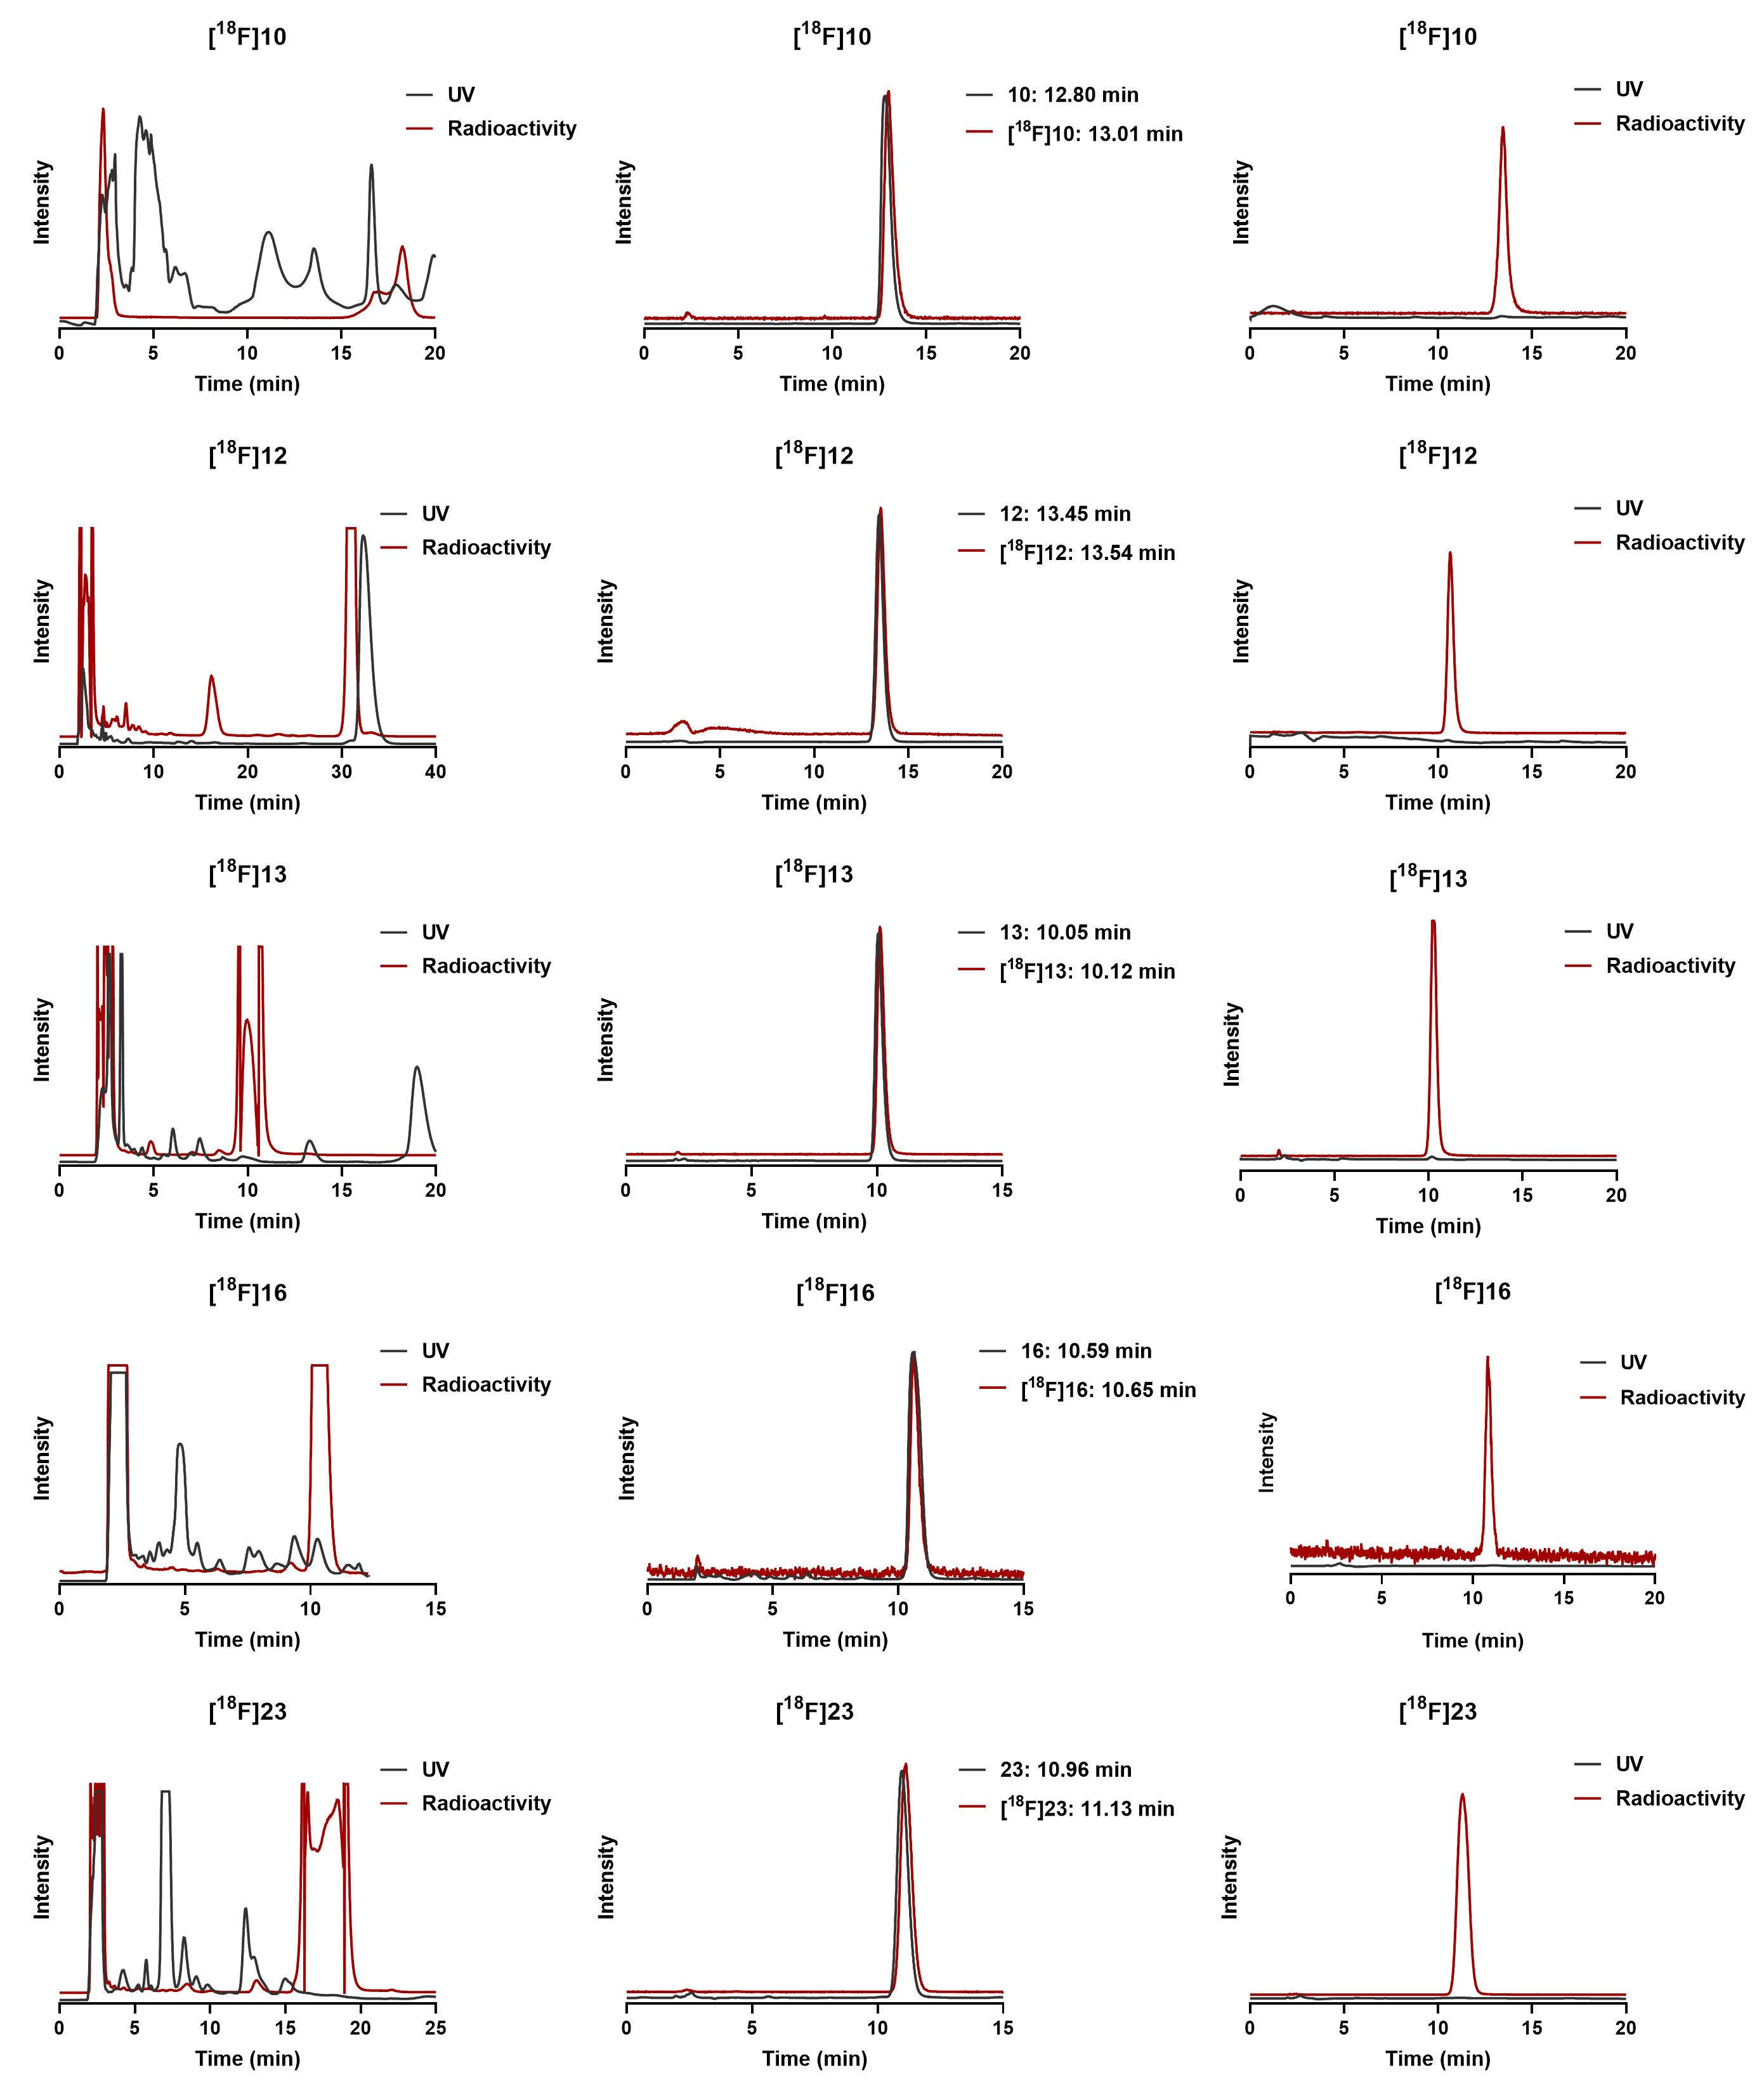 [18F]10
UV
Radioactivity
Intensity
0 5 10 15 20
Time (min)
[18F]10
10: 12.80 min
[18F]10: 13.01 min
Intensity
0 5 10 15 20
Time (min)
[18F]10
UV
Radioactivity
Intensity
0 5 10 15 20
Time (min)
[18F]12
UV
Radioactivity
Intensity
0 10 20 30 40
Time (min)
[18F]12
12: 13.45 min
[18F]12: 13.54 min
Intensity
0 5 10 15 20
Time (min)
[18F]12
UV
Radioactivity
Intensity
0 5 10 15 20
Time (min)
[18F]13
UV
Radioactivity
Intensity
0 5 10 15 20
Time (min)
[18F]13
13: 10.05 min
[18F]13: 10.12 min
Intensity
0 5 10 15
Time (min)
[18F]13
UV
Radioactivity
Intensity
0 5 10 15 20
Time (min)
[18F]16
UV
Radioactivity
Intensity
0 5 10 15
Time (min)
[18F]16
16: 10.59 min
[18F]16: 10.65 min
Intensity
0 5 10 15
Time (min)
[18F]16
UV
Radioactivity
Intensity
0 5 10 15 20
Time (min)
[18F]23
UV
Radioactivity
Intensity
0 5 10 15 20 25
Time (min)
[18F]23
23: 10.96 min
[18F]23: 11.13 min
Intensity
0 5 10 15
Time (min)
[18F]23
UV
Radioactivity
Intensity
0 5 10 15 20
Time (min)